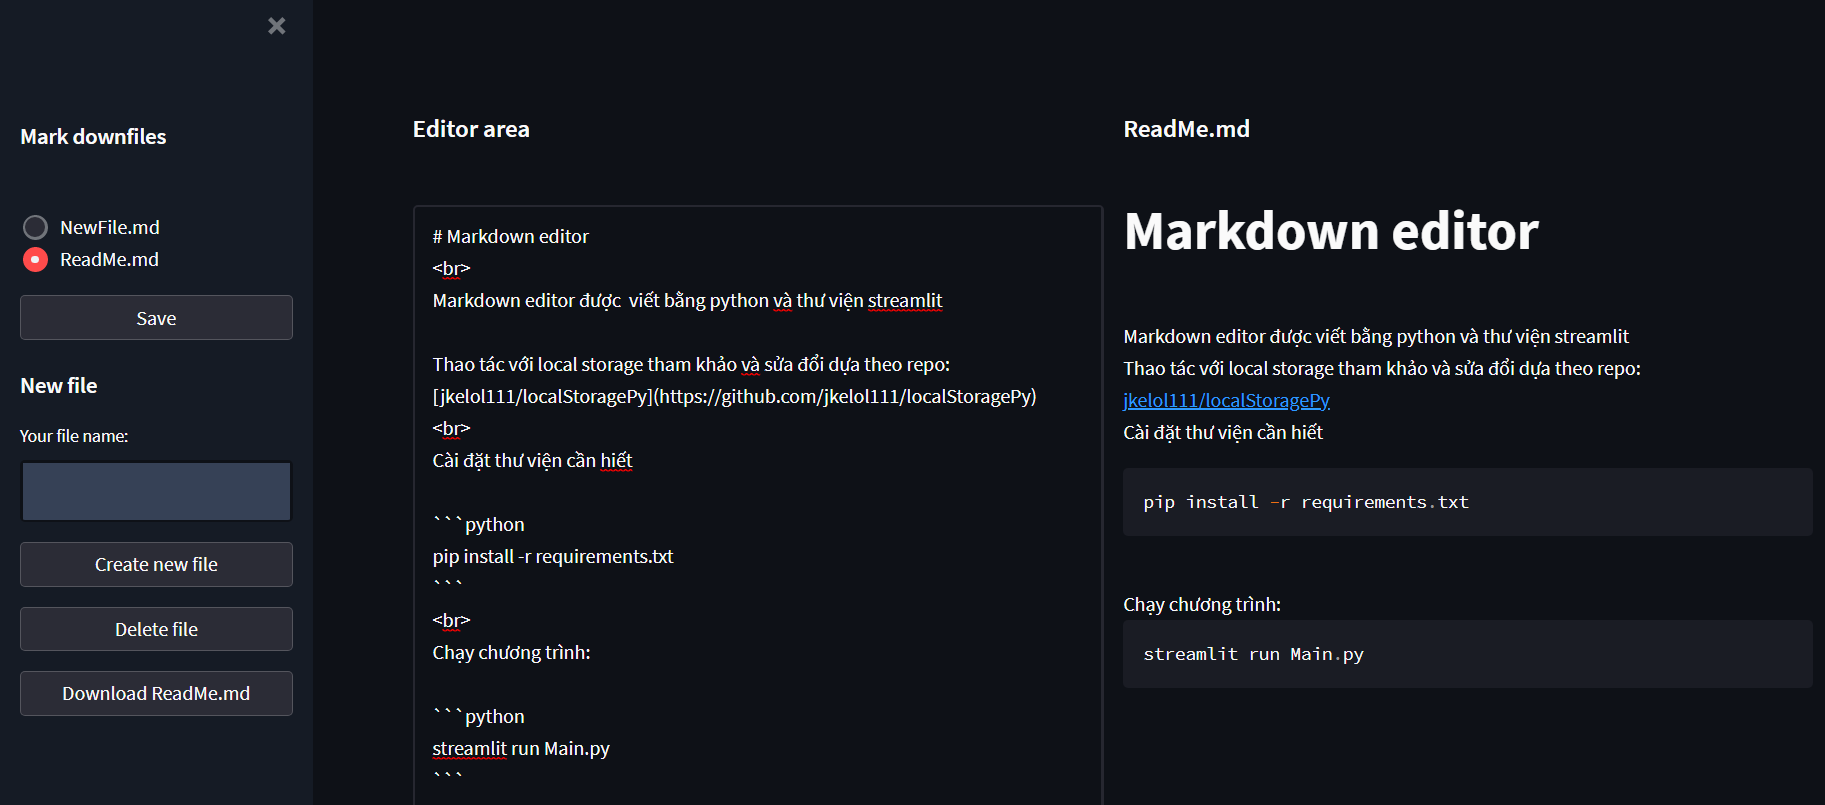 Mark downfiles
NewFile.md
ReadMe.md
Save
New file
Your file name:
Create new file
Delete file
Download ReadMe.md
Editor area
# Markdown editor
<br>
Markdown editor được  viết bằng python và thư viện streamlit
Thao tác với local storage tham khảo và sửa đổi dựa theo repo:
[jkelol111/localStoragePy](https://github.com/jkelol111/localStoragePy)
<br>
Cài đặt thư viện cần hiết
```python
pip install -r requirements.txt
```
<br>
Chạy chương trình:
```python
streamlit run Main.py
```
ReadMe.md
Markdown editor
Markdown editor được viết bằng python và thư viện streamlit
Thao tác với local storage tham khảo và sửa đổi dựa theo repo:
jkelol111/localStoragePy
Cài đặt thư viện cần hiết
pip install -r requirements.txt
Chạy chương trình:
streamlit run Main.py